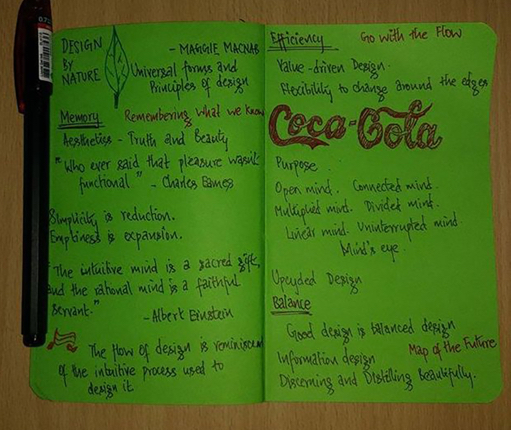 DESIGN
BY
NATURE
- MAGGIE MACNAB
Universal forms and
Principles of design
Memory
Remembering what we know
Aesthetics - Truth and Beauty
"Who ever said that pleasure wasn't
functional" - Charles Eames
Simplicity is reduction.
Emptiness is expansion.
"The intuitive mind is a sacred gift,
and the rational mind is a faithful
servant."
- Albert Einstein
The flow of design is reminiscen
of the intuitive process used to
design it
Efficiency
Go with the Flow
Value-driven Design.
Flexibility to change around the edges
Coca-Cola
Purpose
Open mind. Connected mind.
Multiplied mind. Divided mind.
Linear mind. Uninterrupted mind
Mind's eye.
Upcycled Design
Balance
Good design is balanced design
Information design
Map of the Future
Discerning and Distilling Beautifully.